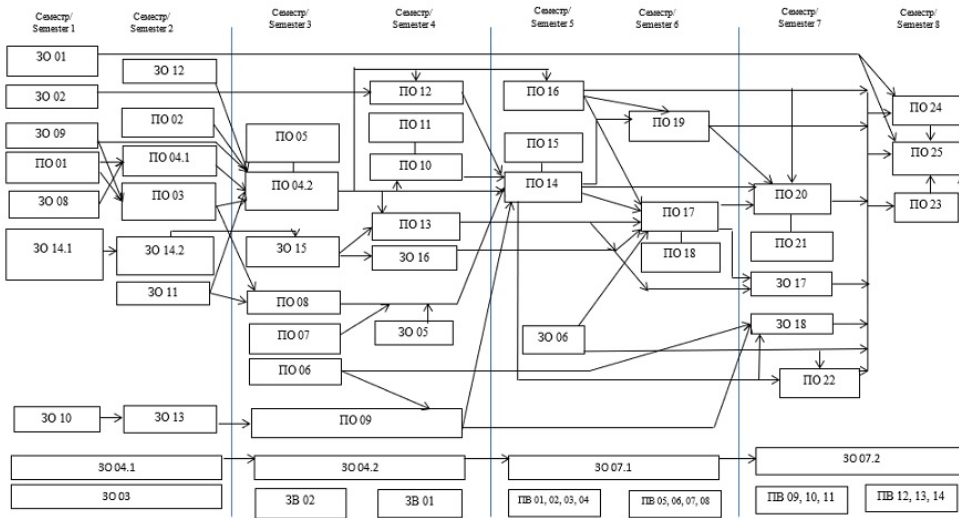 Семестр/ Семестр/ Семестр/ Семестр/ Семестр/ Семестр/ Семестр/ Семестр/
Semester 1 Semester 2 Semester 3 Semester 4 Semester 5 Semester 6 Semester 7 Semester 8
ЗО 01
ЗО 12
ЗО 02
ПО 12
ПО 16
ПО 24
ПО 02
ПО 11
ПО 19
ЗО 09
ПО 05
ПО 15
ПО 25
ПО 01
ПО 04.1
ПО 10
ПО 04.2
ПО 14
ЗО 08
ПО 03
ПО 20
ПО 23
ПО 13
ПО 17
ЗО 14.1
ЗО 14.2
ЗО 15
ЗО 16
ПО 18
ПО 21
ЗО 11
ПО 08
ЗО 17
ПО 07
ЗО 05
ЗО 06
ЗО 18
ПО 06
ПО 22
ЗО 10
ЗО 13
ПО 09
ЗО 04.1
ЗО 04.2
ЗО 07.1
ЗО 07.2
ЗО 03
ЗВ 02
ЗВ 01
ПВ 01, 02, 03, 04
ПВ 05, 06, 07, 08
ПВ 09, 10, 11
ПВ 12, 13, 14